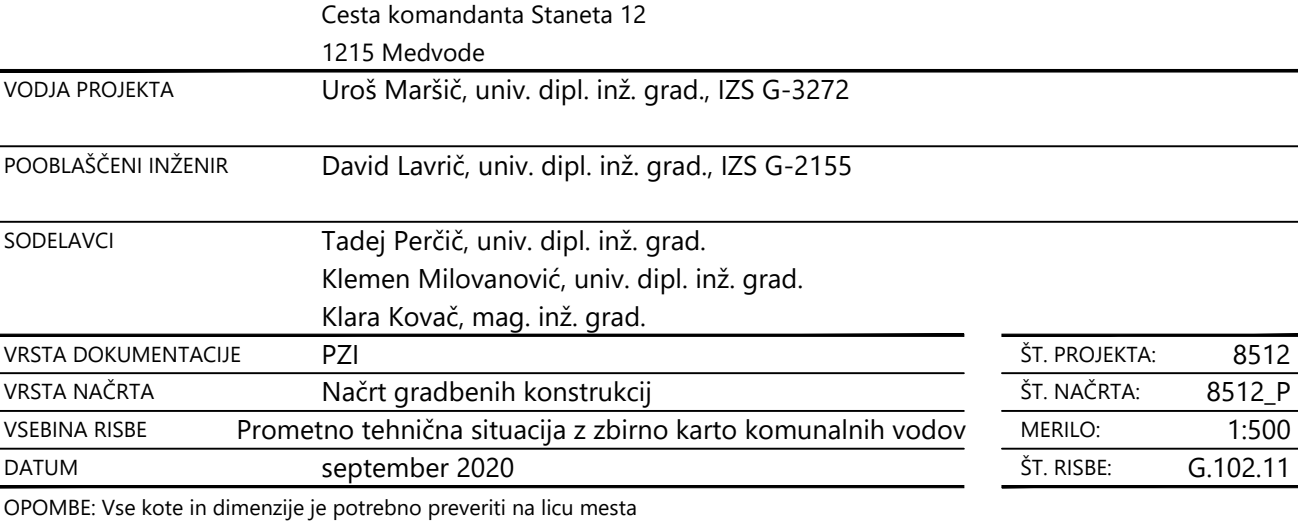 Cesta komandanta Staneta 12
1215 Medvode
VODJA PROJEKTA Uroš Maršič, univ. dipl. inž. grad., IZS G-3272
POOBLAŠČENI INŽENIR David Lavrič, univ. dipl. inž. grad., IZS G-2155
SODELAVCI Tadej Perčič, univ. dipl. inž. grad.
Klemen Milovanović, univ. dipl. inž. grad.
Klara Kovač, mag. inž. grad.
VRSTA DOKUMENTACIJE PZI ŠT. PROJEKTA: 8512
VRSTA NAČRTA Načrt gradbenih konstrukcij ŠT. NAČRTA: 8512_P
VSEBINA RISBE Prometno tehnična situacija z zbirno karto komunalnih vodov MERILO: 1:500
DATUM september 2020 ŠT. RISBE: G.102.11
OPOMBE: Vse kote in dimenzije je potrebno preveriti na licu mesta